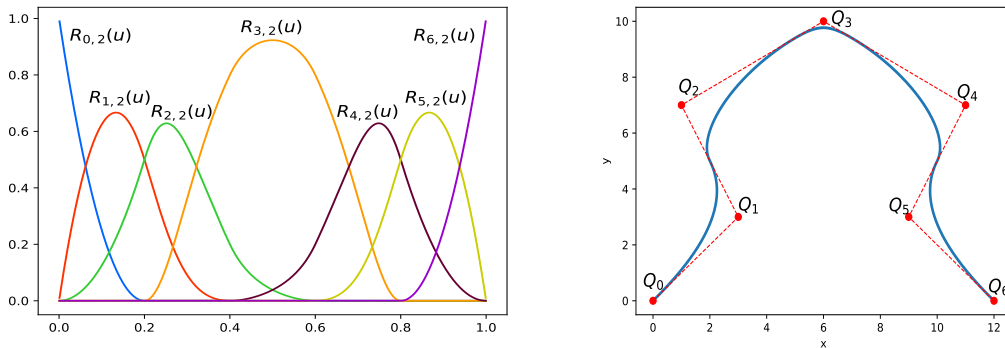 R_{0,2}(u)
R_{1,2}(u)
R_{2,2}(u)
R_{3,2}(u)
R_{4,2}(u)
R_{5,2}(u)
R_{6,2}(u)
1.0
0.8
0.6
0.4
0.2
0.0
0.0 0.2 0.4 0.6 0.8 1.0
Q_0
Q_1
Q_2
Q_3
Q_4
Q_5
Q_6
10
8
6
4
2
0
y
0 2 4 6 8 10 12
x